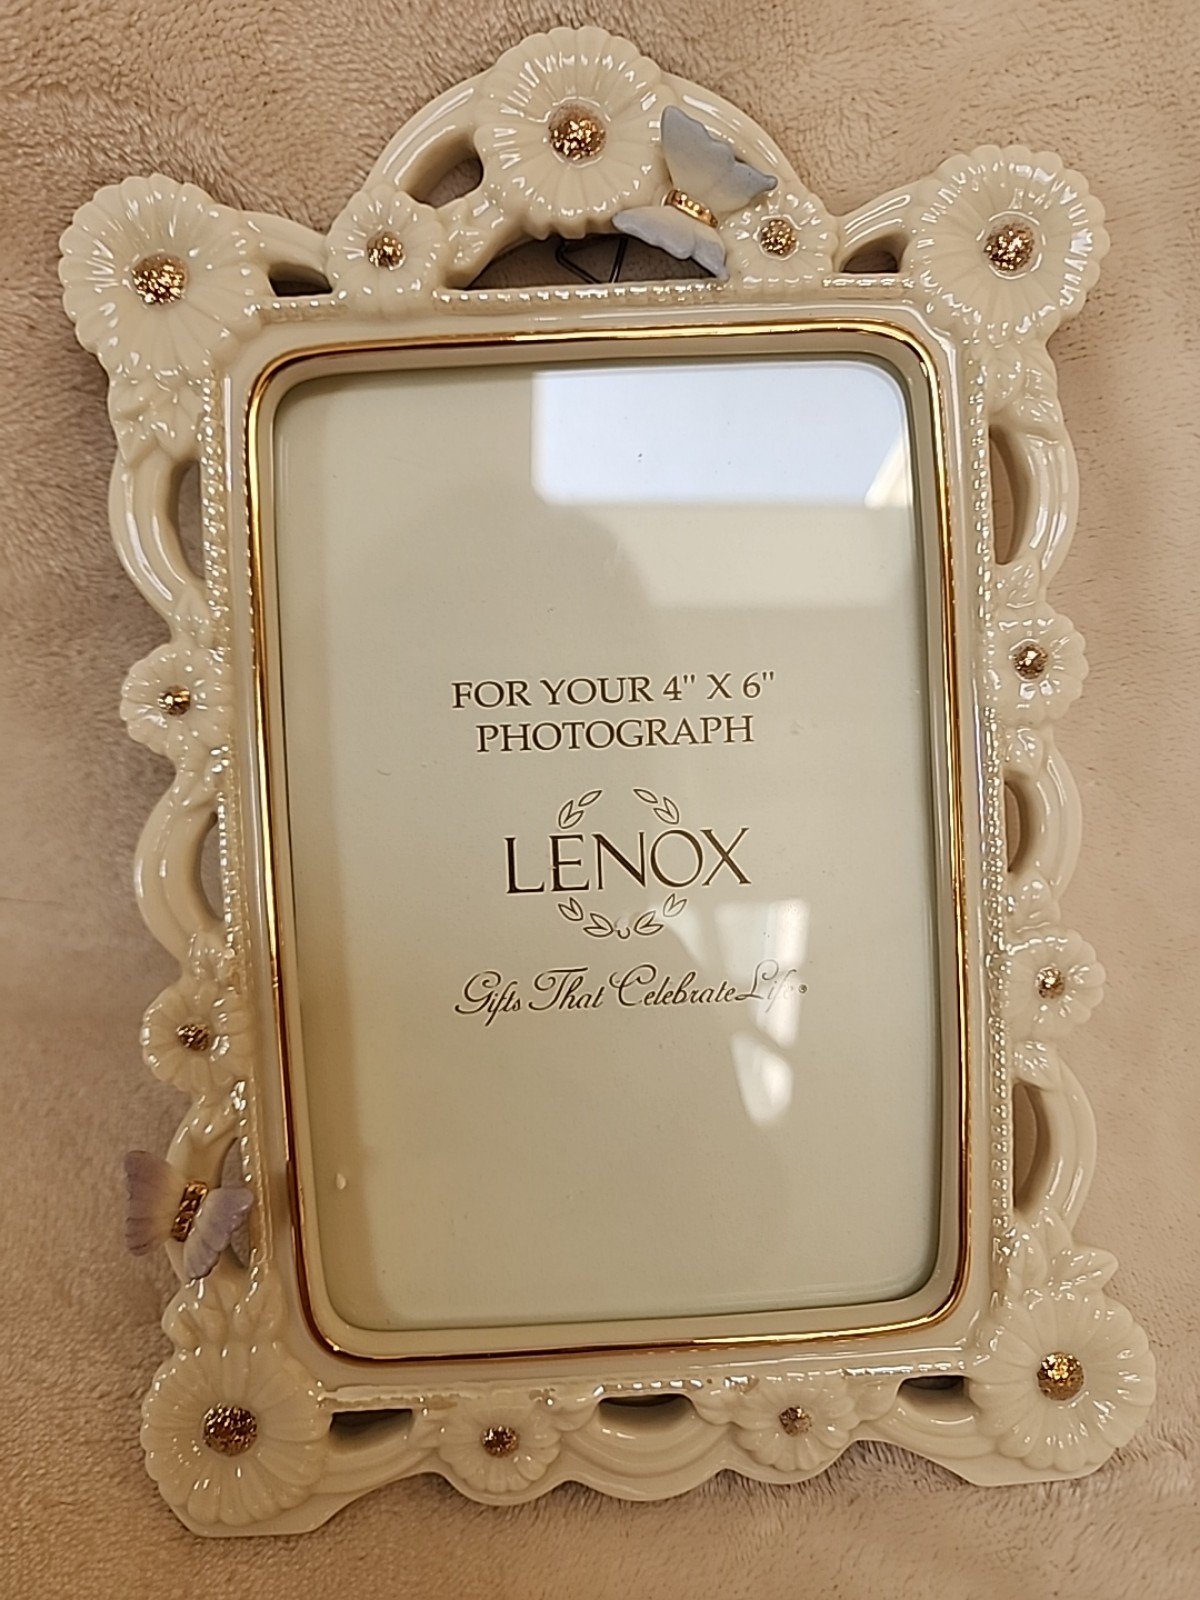 FOR YOUR 4" X 6"
PHOTOGRAPH
LENOX
Gifts That Celebrate Life®